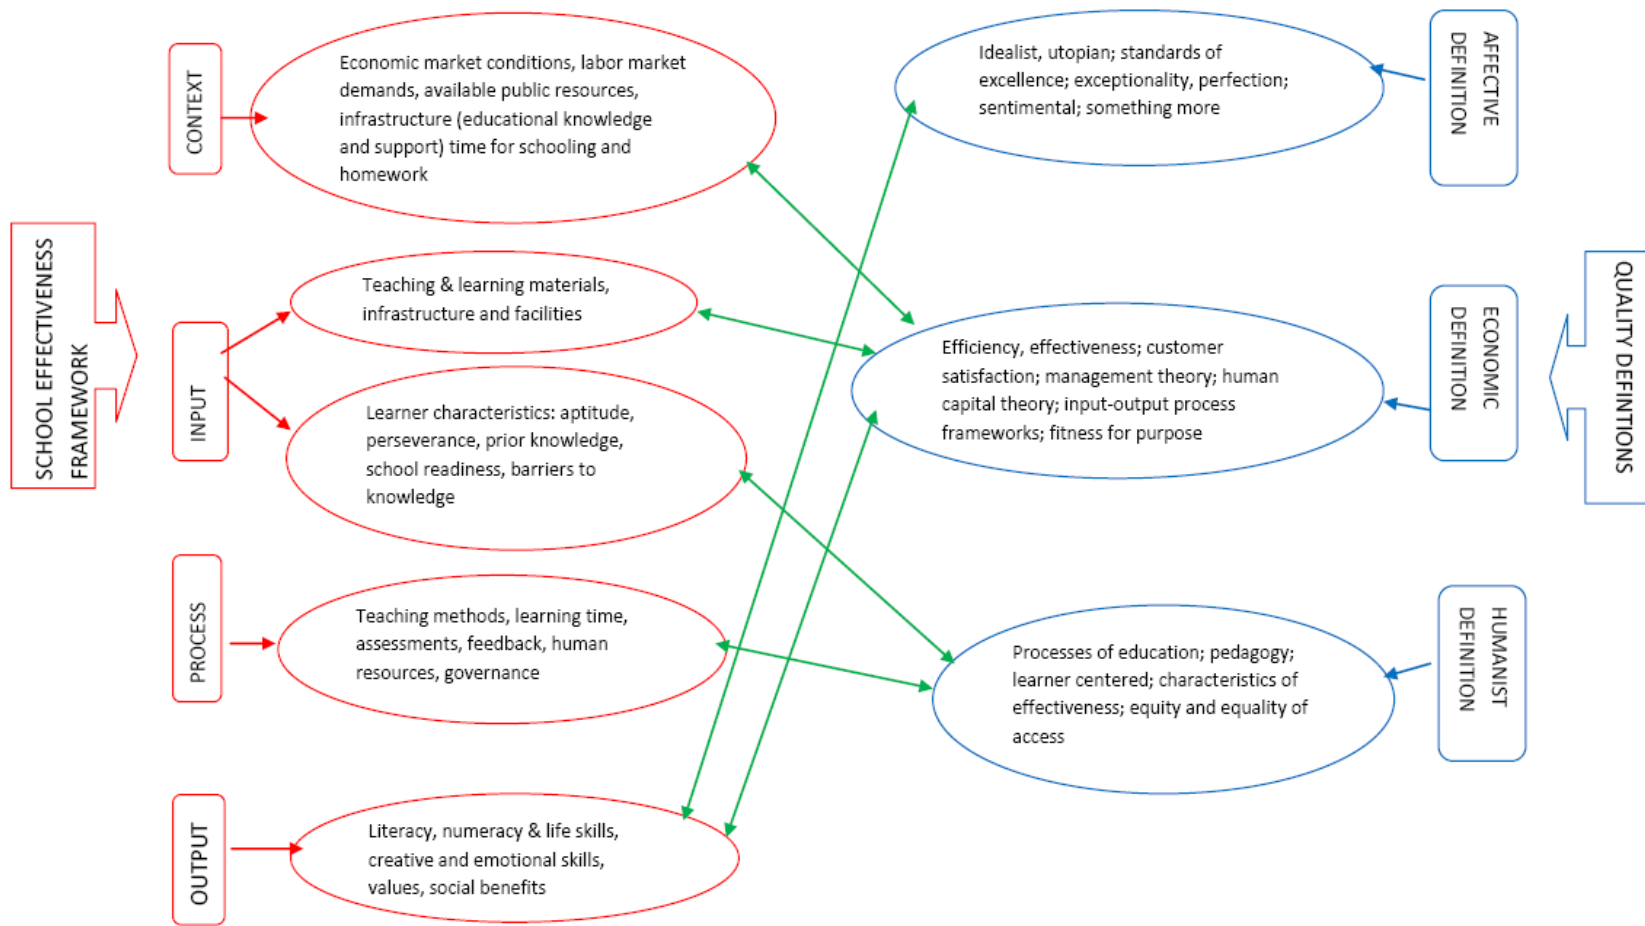 SCHOOL EFFECTIVENESS
FRAMEWORK
CONTEXT
Economic market conditions, labor market
demands, available public resources,
infrastructure (educational knowledge
and support) time for schooling and
homework
INPUT
Teaching & learning materials,
infrastructure and facilities
Learner characteristics: aptitude,
perseverance, prior knowledge,
school readiness, barriers to
knowledge
PROCESS
Teaching methods, learning time,
assessments, feedback, human
resources, governance
OUTPUT
Literacy, numeracy & life skills,
creative and emotional skills,
values, social benefits
Idealist, utopian; standards of
excellence; exceptionality, perfection;
sentimental; something more
AFFECTIVE
DEFINITION
Efficiency, effectiveness; customer
satisfaction; management theory; human
capital theory; input-output process
frameworks; fitness for purpose
ECONOMIC
DEFINITION
Processes of education; pedagogy;
learner centered; characteristics of
effectiveness; equity and equality of
access
HUMANIST
DEFINITION
QUALITY DEFINTIONS